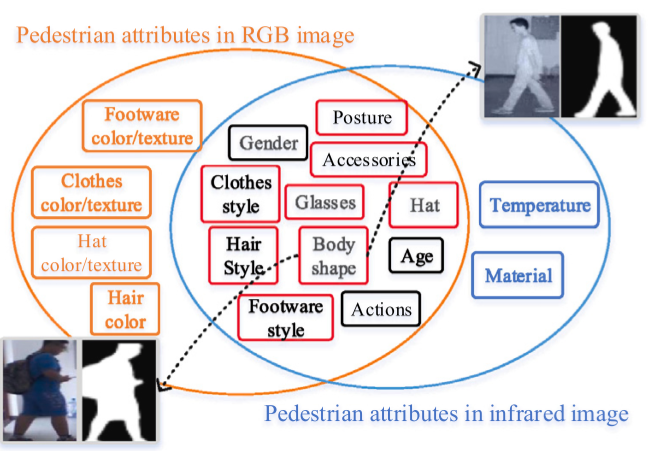 Pedestrian attributes in RGB image
Footware
color/texture
Posture
Gender
Accessories
Clothes
color/texture
Clothes
style
Glasses
Hat
Temperature
Hat
color/texture
Hair
Style
Body
shape
Age
Material
Hair
color
Footware
style
Actions
Pedestrian attributes in infrared image